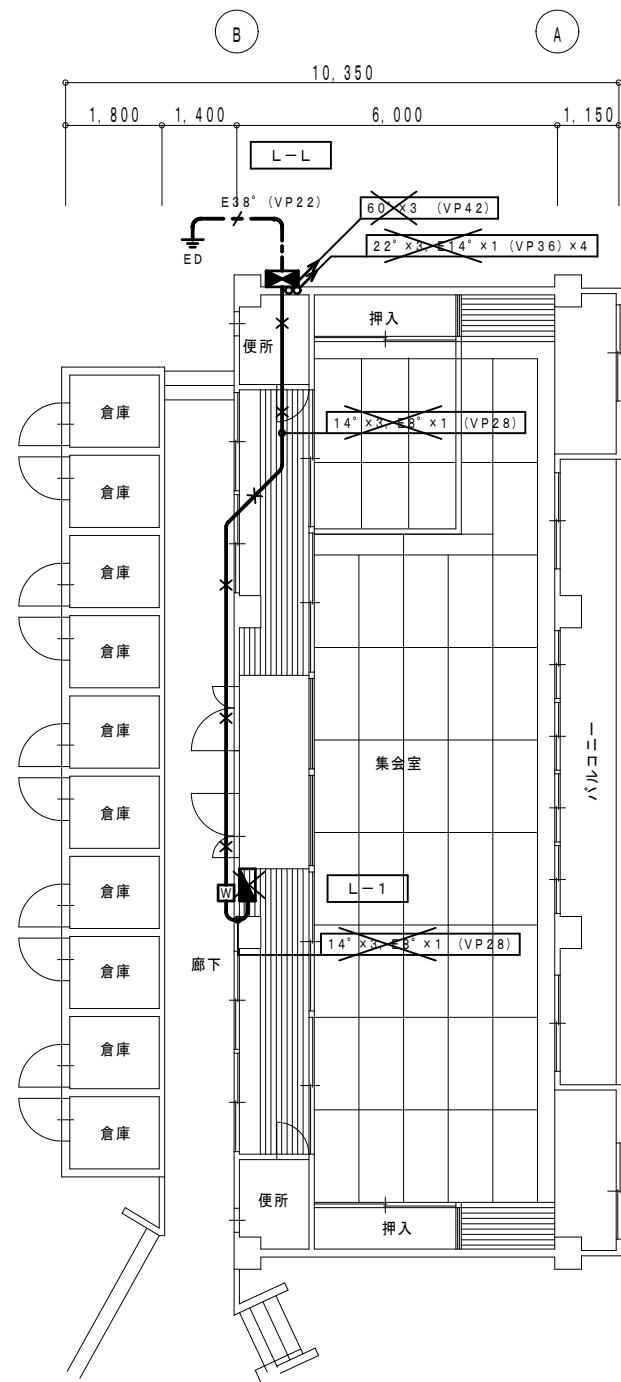 B
A
10,350
1,800
1,400
6,000
1,150
L-L
E38° (VP22)
60°×3 (VP42)
ED
22°×3, E14°×1 (VP36)×4
押入
便所
倉庫
14°×3, E8°×1 (VP28)
倉庫
倉庫
倉庫
倉庫
集会室
バルコニー
倉庫
倉庫
W
L-1
14°×3, E8°×1 (VP28)
廊下
倉庫
倉庫
倉庫
便所
押入